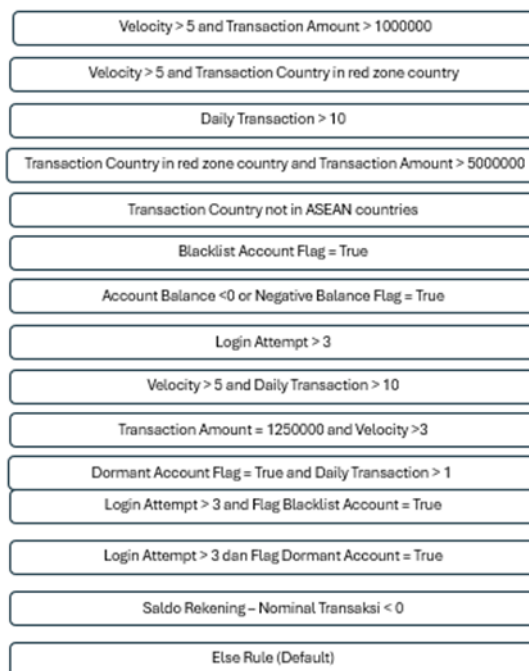 Velocity > 5 and Transaction Amount > 1000000
Velocity > 5 and Transaction Country in red zone country
Daily Transaction > 10
Transaction Country in red zone country and Transaction Amount > 5000000
Transaction Country not in ASEAN countries
Blacklist Account Flag = True
Account Balance <0 or Negative Balance Flag = True
Login Attempt > 3
Velocity > 5 and Daily Transaction > 10
Transaction Amount = 1250000 and Velocity >3
Dormant Account Flag = True and Daily Transaction > 1
Login Attempt > 3 and Flag Blacklist Account = True
Login Attempt > 3 dan Flag Dormant Account = True
Saldo Rekening – Nominal Transaksi < 0
Else Rule (Default)